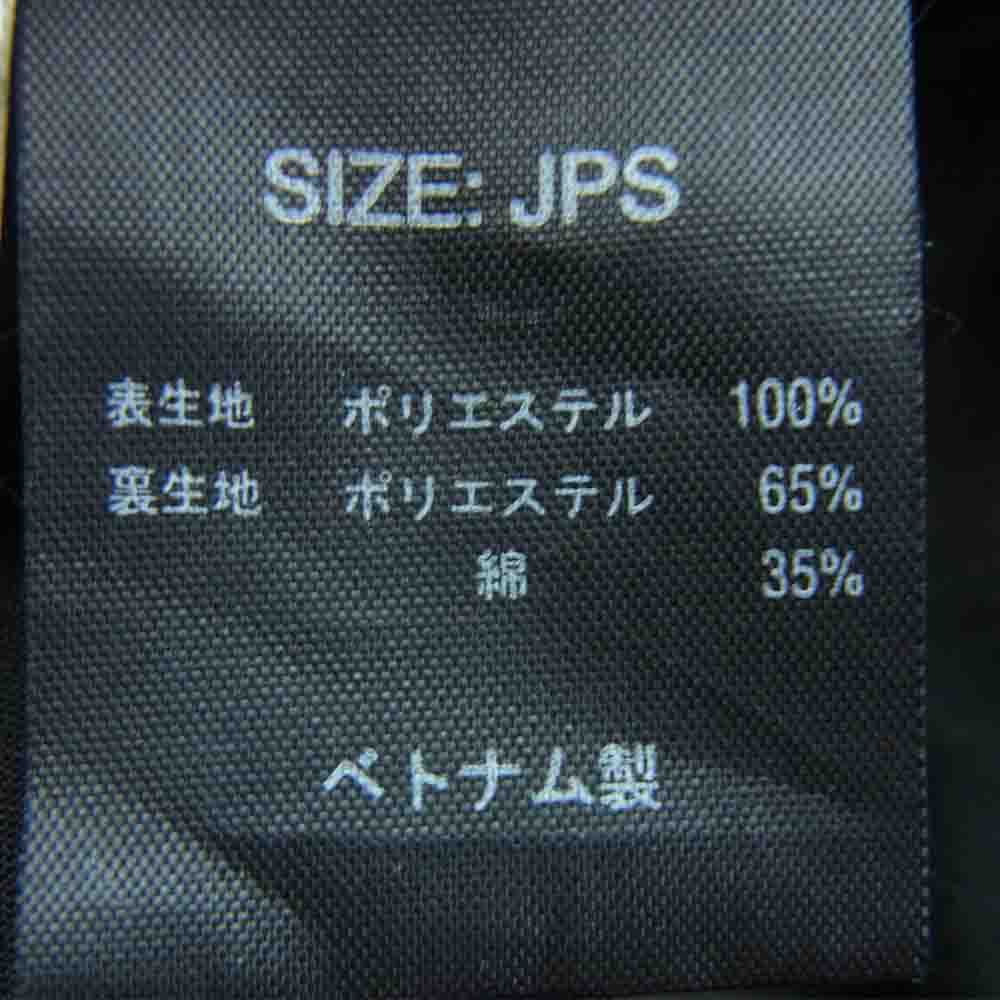 SIZE: JPS
表生地 ポリエステル 100%
裏生地 ポリエステル 65%
綿 35%
ベトナム製